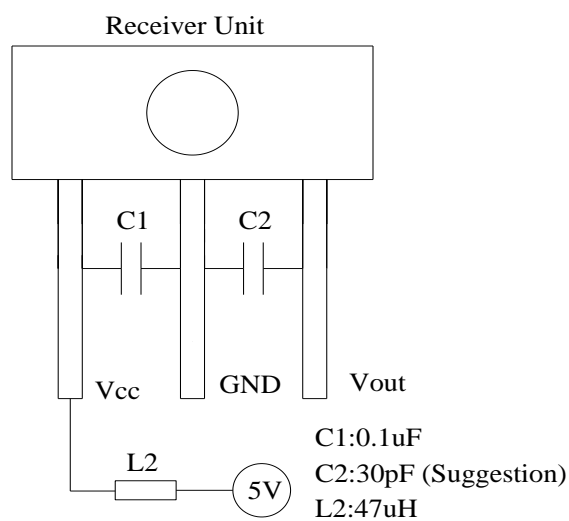 Receiver Unit
C1
C2
Vcc
GND
Vout
L2
5V
C1:0.1uF
C2:30pF (Suggestion)
L2:47uH